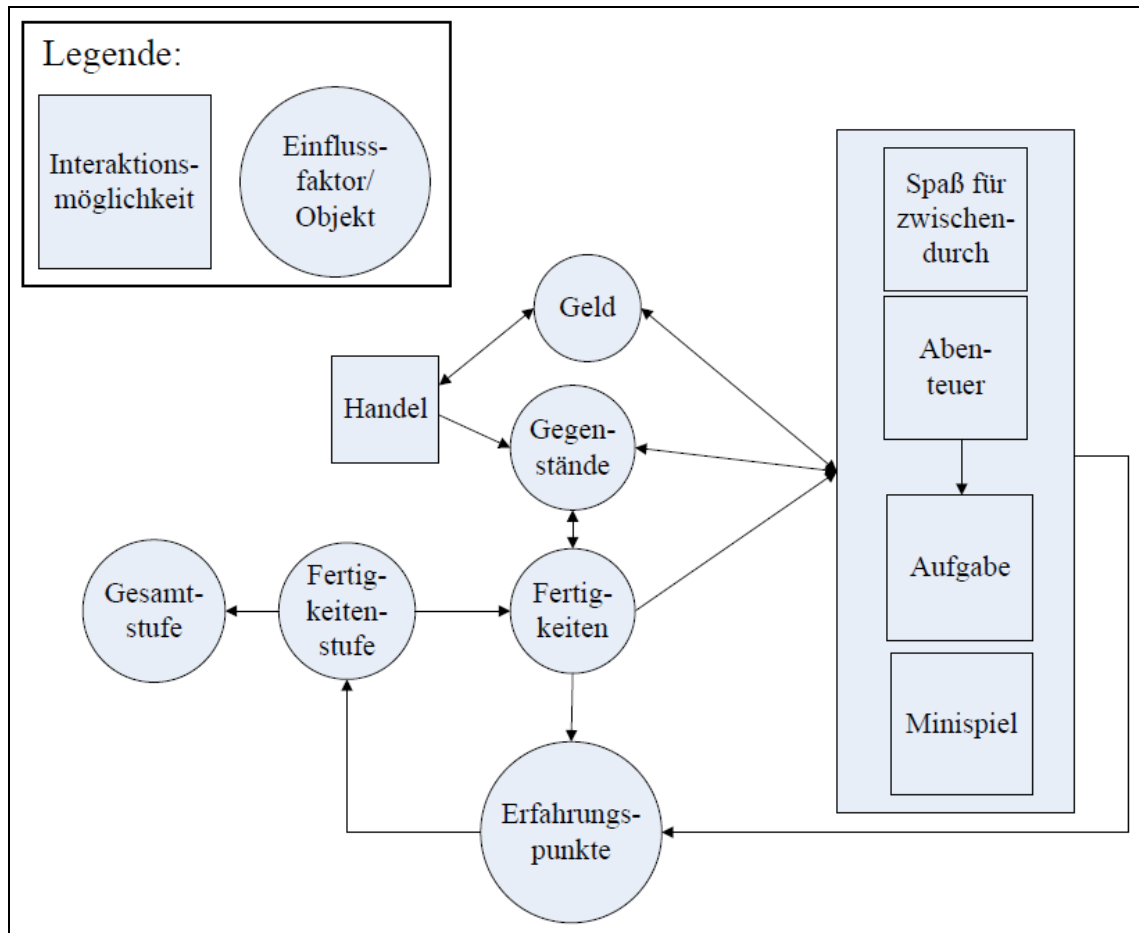 Legende:
Interaktions-
möglichkeit
Einfluss-
faktor/
Objekt
Spaß für
zwischen-
durch
Geld
Aben-
teuer
Handel
Gegen-
stände
Gesamt-
stufe
Fertig-
keiten-
stufe
Fertig-
keiten
Aufgabe
Minispiel
Erfahrungs-
punkte